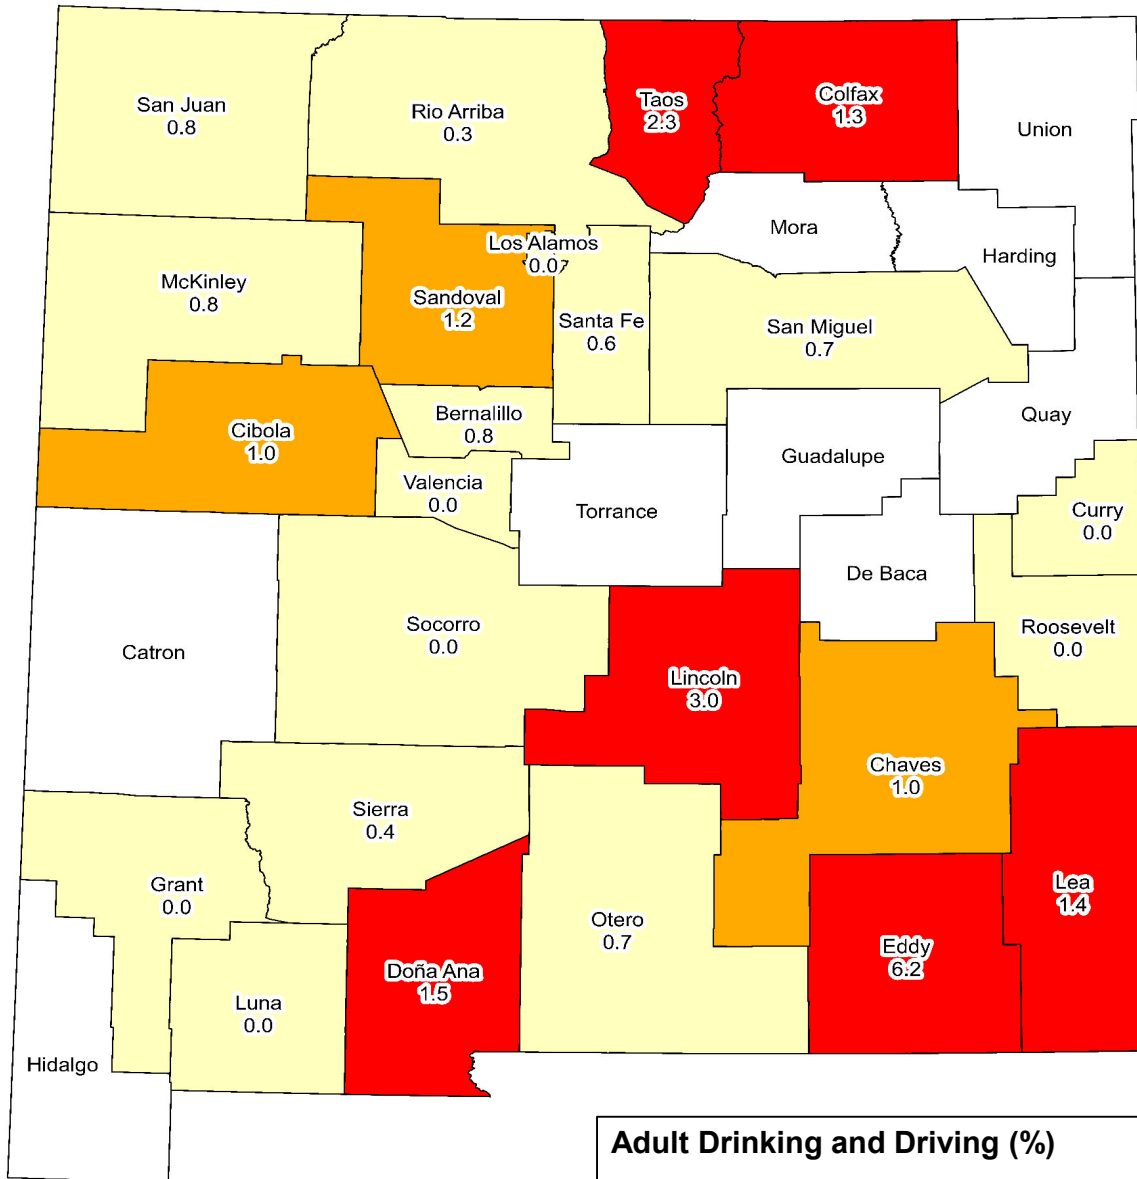 San Juan
0.8
Rio Arriba
0.3
Taos
2.3
Colfax
1.3
Union
Mora
Harding
Los Alamos
0.0
McKinley
0.8
Sandoval
1.2
Santa Fe
0.6
San Miguel
0.7
Cibola
1.0
Bernalillo
0.8
Quay
Guadalupe
Valencia
0.0
Torrance
Curry
0.0
De Baca
Catron
Socorro
0.0
Roosevelt
0.0
Lincoln
3.0
Chaves
1.0
Sierra
0.4
Grant
0.0
Otero
0.7
Lea
1.4
Eddy
6.2
Doña Ana
1.5
Luna
0.0
Hidalgo
Adult Drinking and Driving (%)